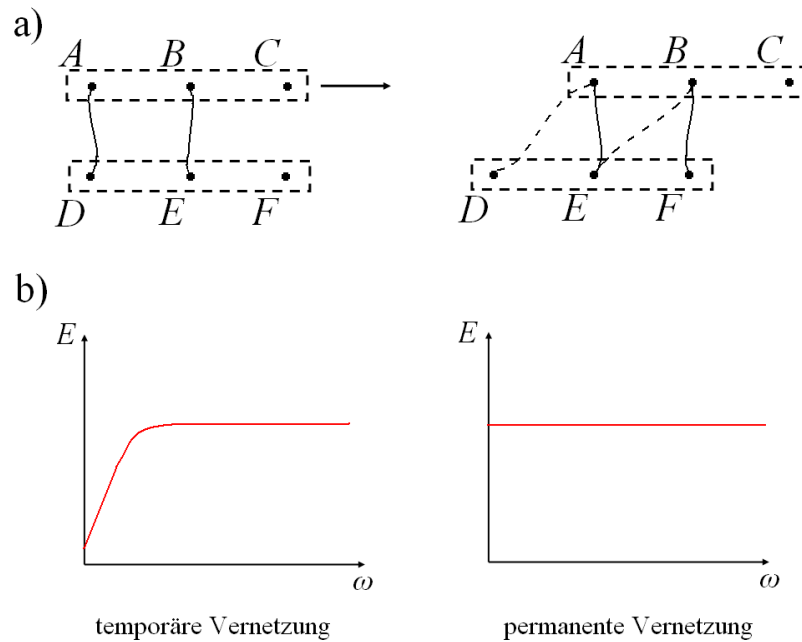 a)
A B C
A B C
D E F
D E F
b)
E
E
ω
ω
temporäre Vernetzung
permanente Vernetzung